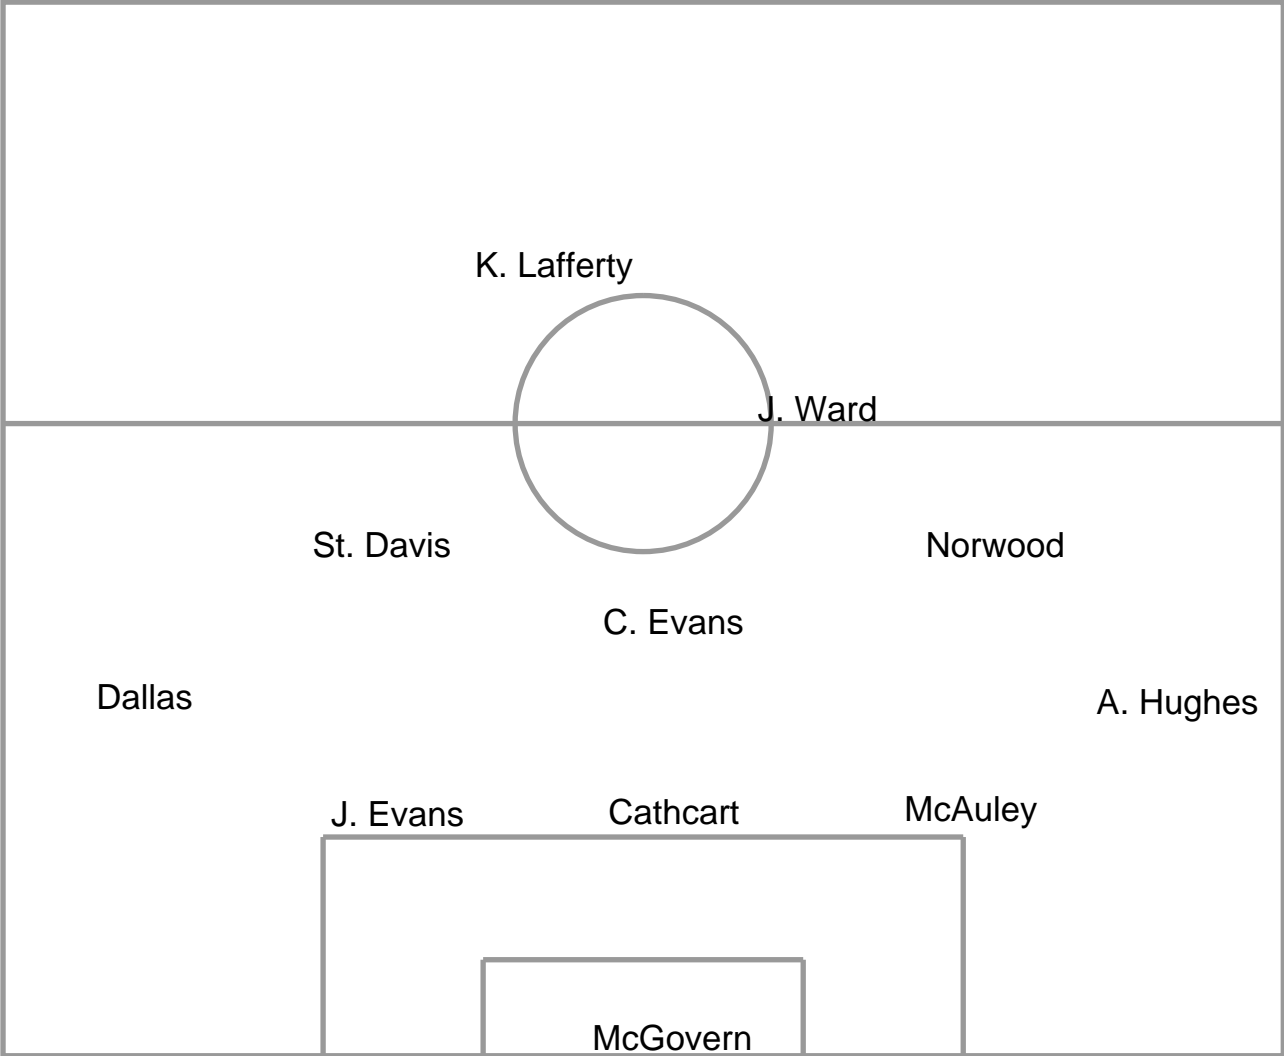 K. Lafferty
J. Ward
St. Davis
Norwood
C. Evans
Dallas
A. Hughes
J. Evans
Cathcart
McAuley
McGovern